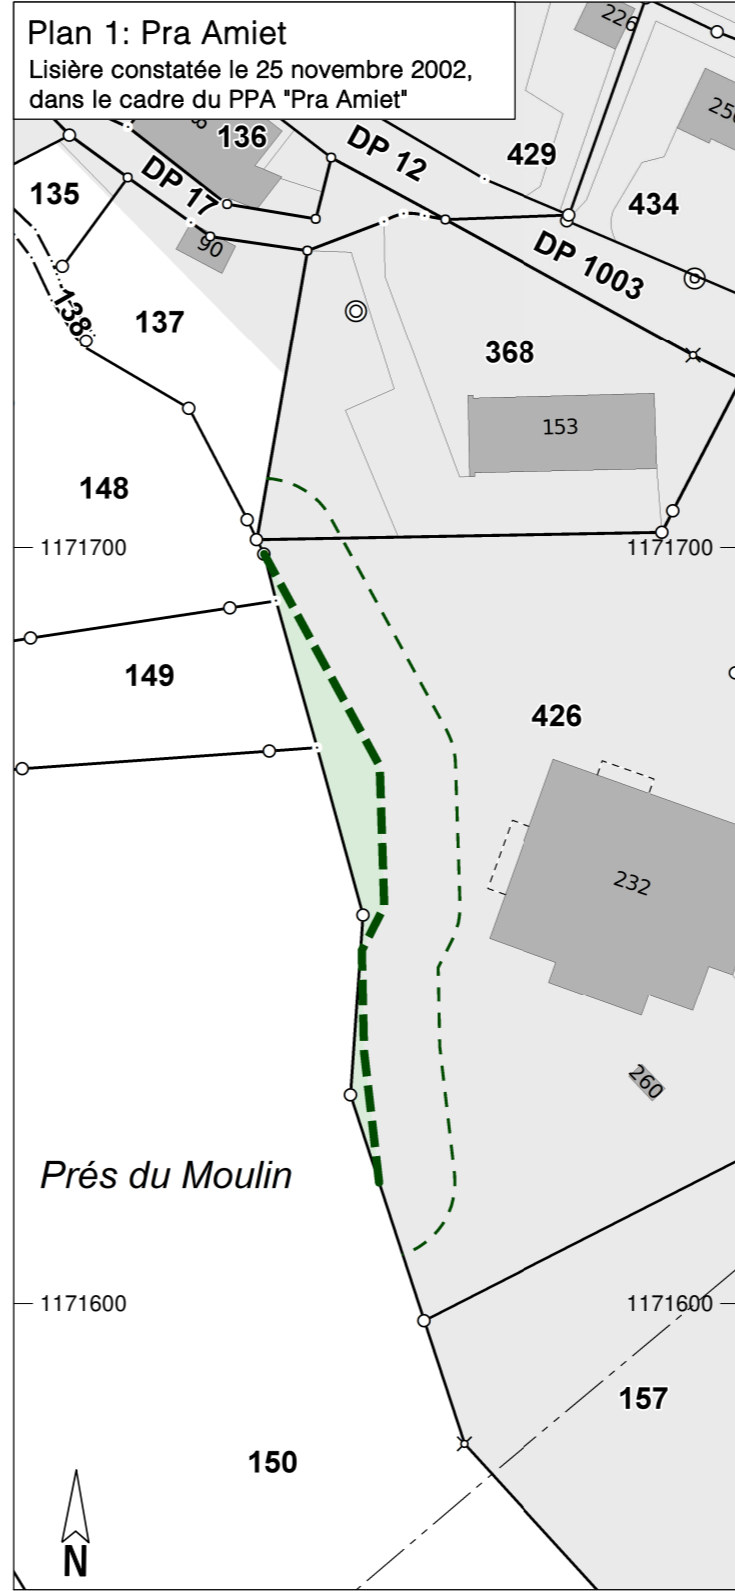 Plan 1: Pra Amiet
Lisière constatée le 25 novembre 2002,
dans le cadre du PPA "Pra Amiet"
226
136
DP 12
429
135
DP 17
434
90
DP 1003
138
137
368
153
148
1171700
1171700
149
426
232
260
Prés du Moulin
1171600
1171600
157
150
N